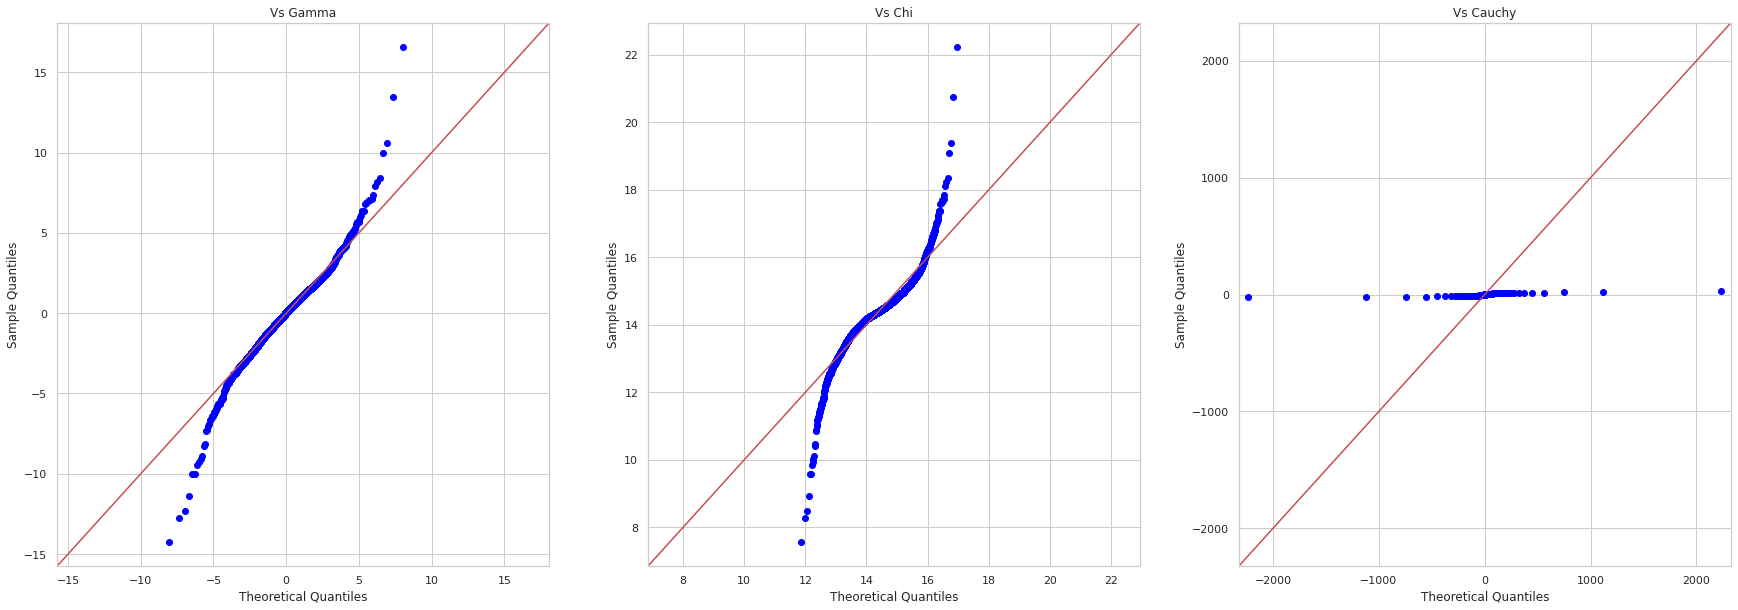 Vs Gamma
Sample Quantiles
15
10
5
0
−5
−10
−15
−15 −10 −5 0 5 10 15
Theoretical Quantiles
Vs Chi
Sample Quantiles
22
20
18
16
14
12
10
8
8 10 12 14 16 18 20 22
Theoretical Quantiles
Vs Cauchy
Sample Quantiles
2000
1000
0
−1000
−2000
−2000 −1000 0 1000 2000
Theoretical Quantiles